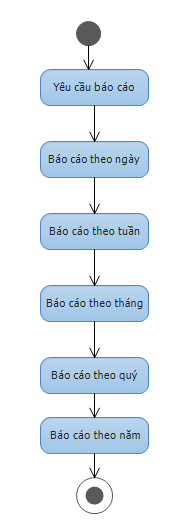 Yêu cầu báo cáo
Báo cáo theo ngày
Báo cáo theo tuần
Báo cáo theo tháng
Báo cáo theo quý
Báo cáo theo năm